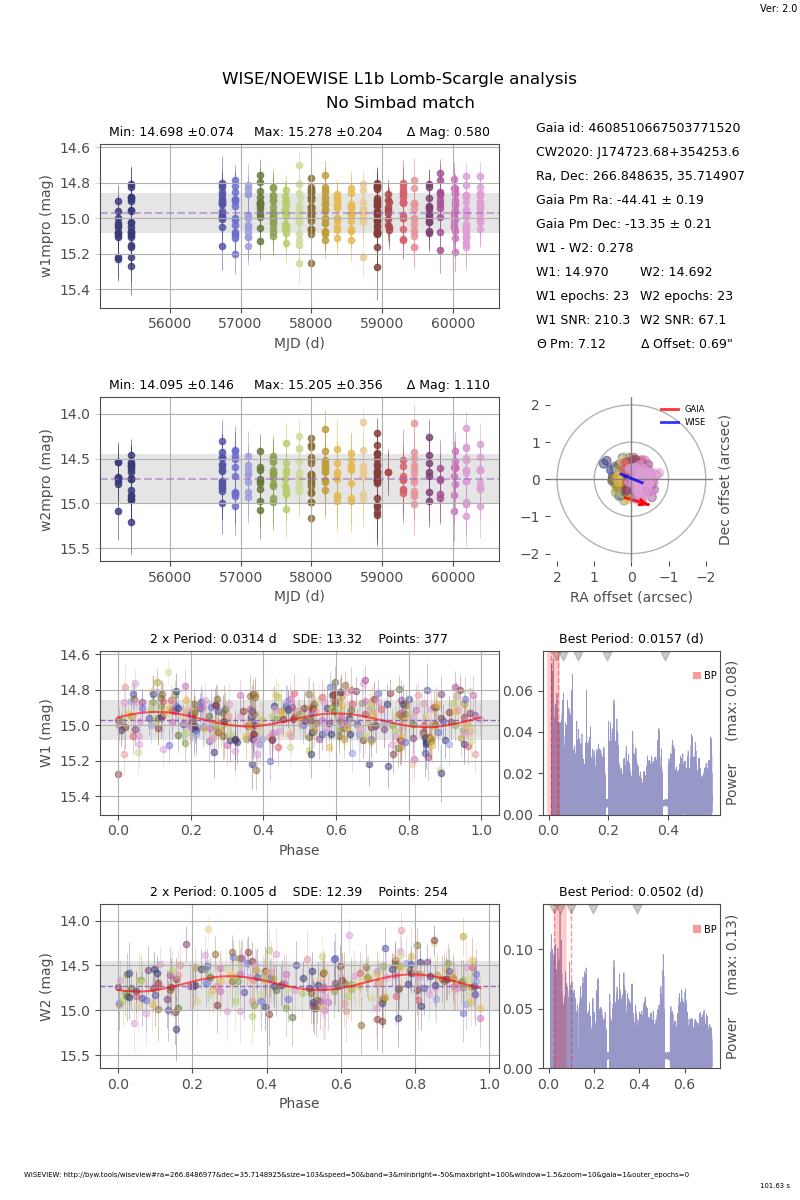 Ver: 2.0
WISE/NOEWISE L1b Lomb-Scargle analysis
No Simbad match
Min: 14.698 ±0.074 Max: 15.278 ±0.204 Δ Mag: 0.580
15.4
15.2
15.0
14.8
14.6
w1mpro (mag)
56000 57000 58000 59000 60000
MJD (d)
Gaia id: 4608510667503771520
CW2020: J174723.68+354253.6
Ra, Dec: 266.848635, 35.714907
Gaia Pm Ra: -44.41 ± 0.19
Gaia Pm Dec: -13.35 ± 0.21
W1 - W2: 0.278
W1: 14.970 W2: 14.692
W1 epochs: 23 W2 epochs: 23
W1 SNR: 210.3 W2 SNR: 67.1
Θ Pm: 7.12 Δ Offset: 0.69"
Min: 14.095 ±0.146 Max: 15.205 ±0.356 Δ Mag: 1.110
14.0
14.5
15.0
15.5
w2mpro (mag)
56000 57000 58000 59000 60000
MJD (d)
GAIA
WISE
2
1
0
−1
−2
Dec offset (arcsec)
2 1 0 −1 −2
RA offset (arcsec)
2 x Period: 0.0314 d SDE: 13.32 Points: 377
14.6
14.8
15.0
15.2
15.4
W1 (mag)
0.0 0.2 0.4 0.6 0.8 1.0
Phase
Best Period: 0.0157 (d)
BP
0.06
0.04
0.02
0.00
Power (max: 0.08)
0.0 0.2 0.4
2 x Period: 0.1005 d SDE: 12.39 Points: 254
14.0
14.5
15.0
15.5
W2 (mag)
0.0 0.2 0.4 0.6 0.8 1.0
Phase
Best Period: 0.0502 (d)
BP
0.10
0.05
0.00
Power (max: 0.13)
0.0 0.2 0.4 0.6
WISEVIEW: http://byw.tools/wiseview#ra=266.8486977&dec=35.7148925&size=103&speed=50&band=3&minbright=-50&maxbright=100&window=1.5&zoom=10&gaia=1&outer_epochs=0
101.63 s